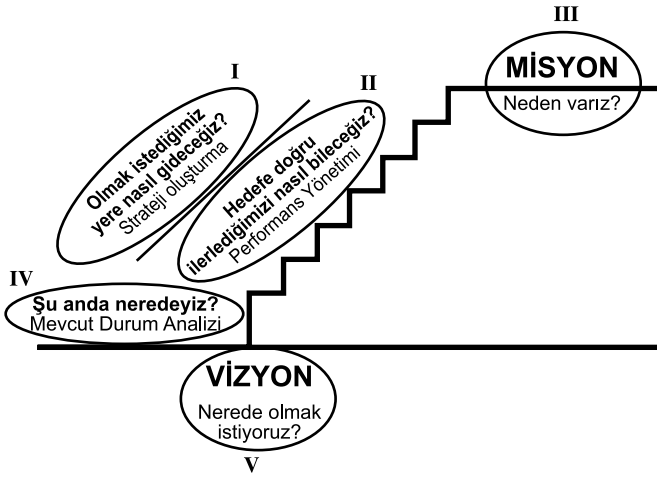 III
MİSYON
Neden varız?
I
Olmak istediğimiz
yere nasıl gideceğiz?
Strateji oluşturma
II
Hedefe doğru
ilerlediğimizi nasıl bileceğiz?
Performans Yönetimi
IV
Şu anda neredeyiz?
Mevcut Durum Analizi
VİZYON
Nerede olmak
istiyoruz?
V